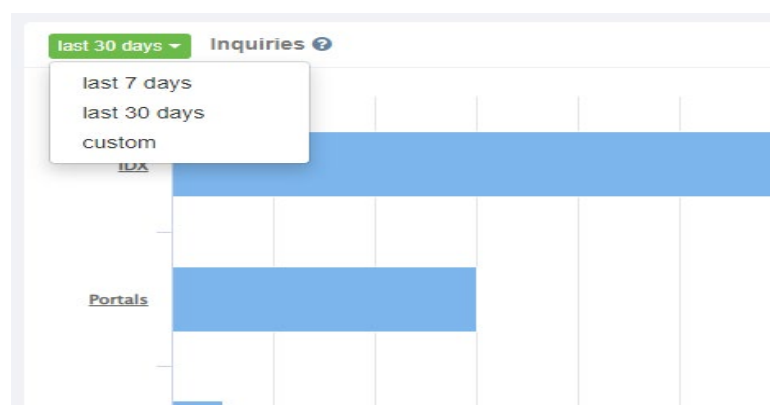 last 30 days Inquiries ?
last 7 days
last 30 days
custom
IDX
Portals